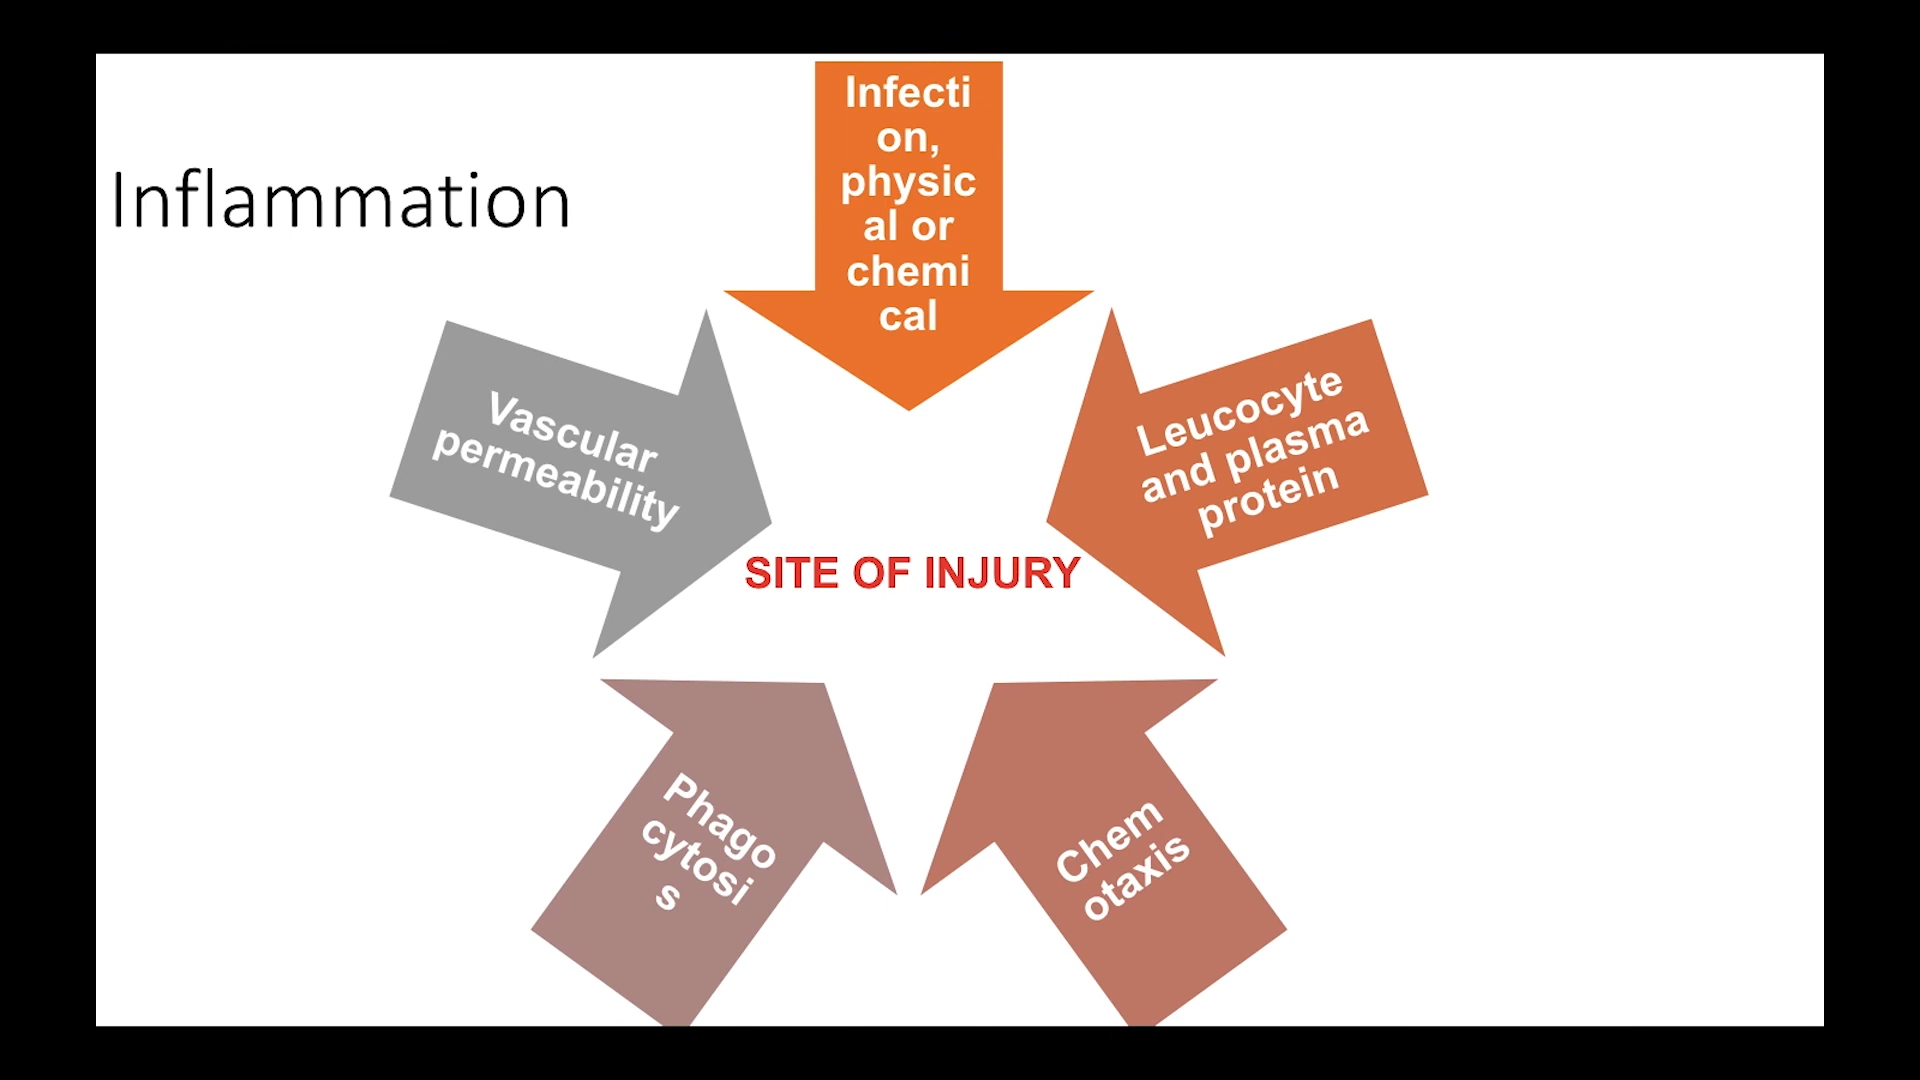 Inflammation
Infecti
on,
physic
al or
chemi
cal
Leucocyte
and plasma
protein
Chem
otaxis
Phago
cytosi
s
Vascular
permeability
SITE OF INJURY